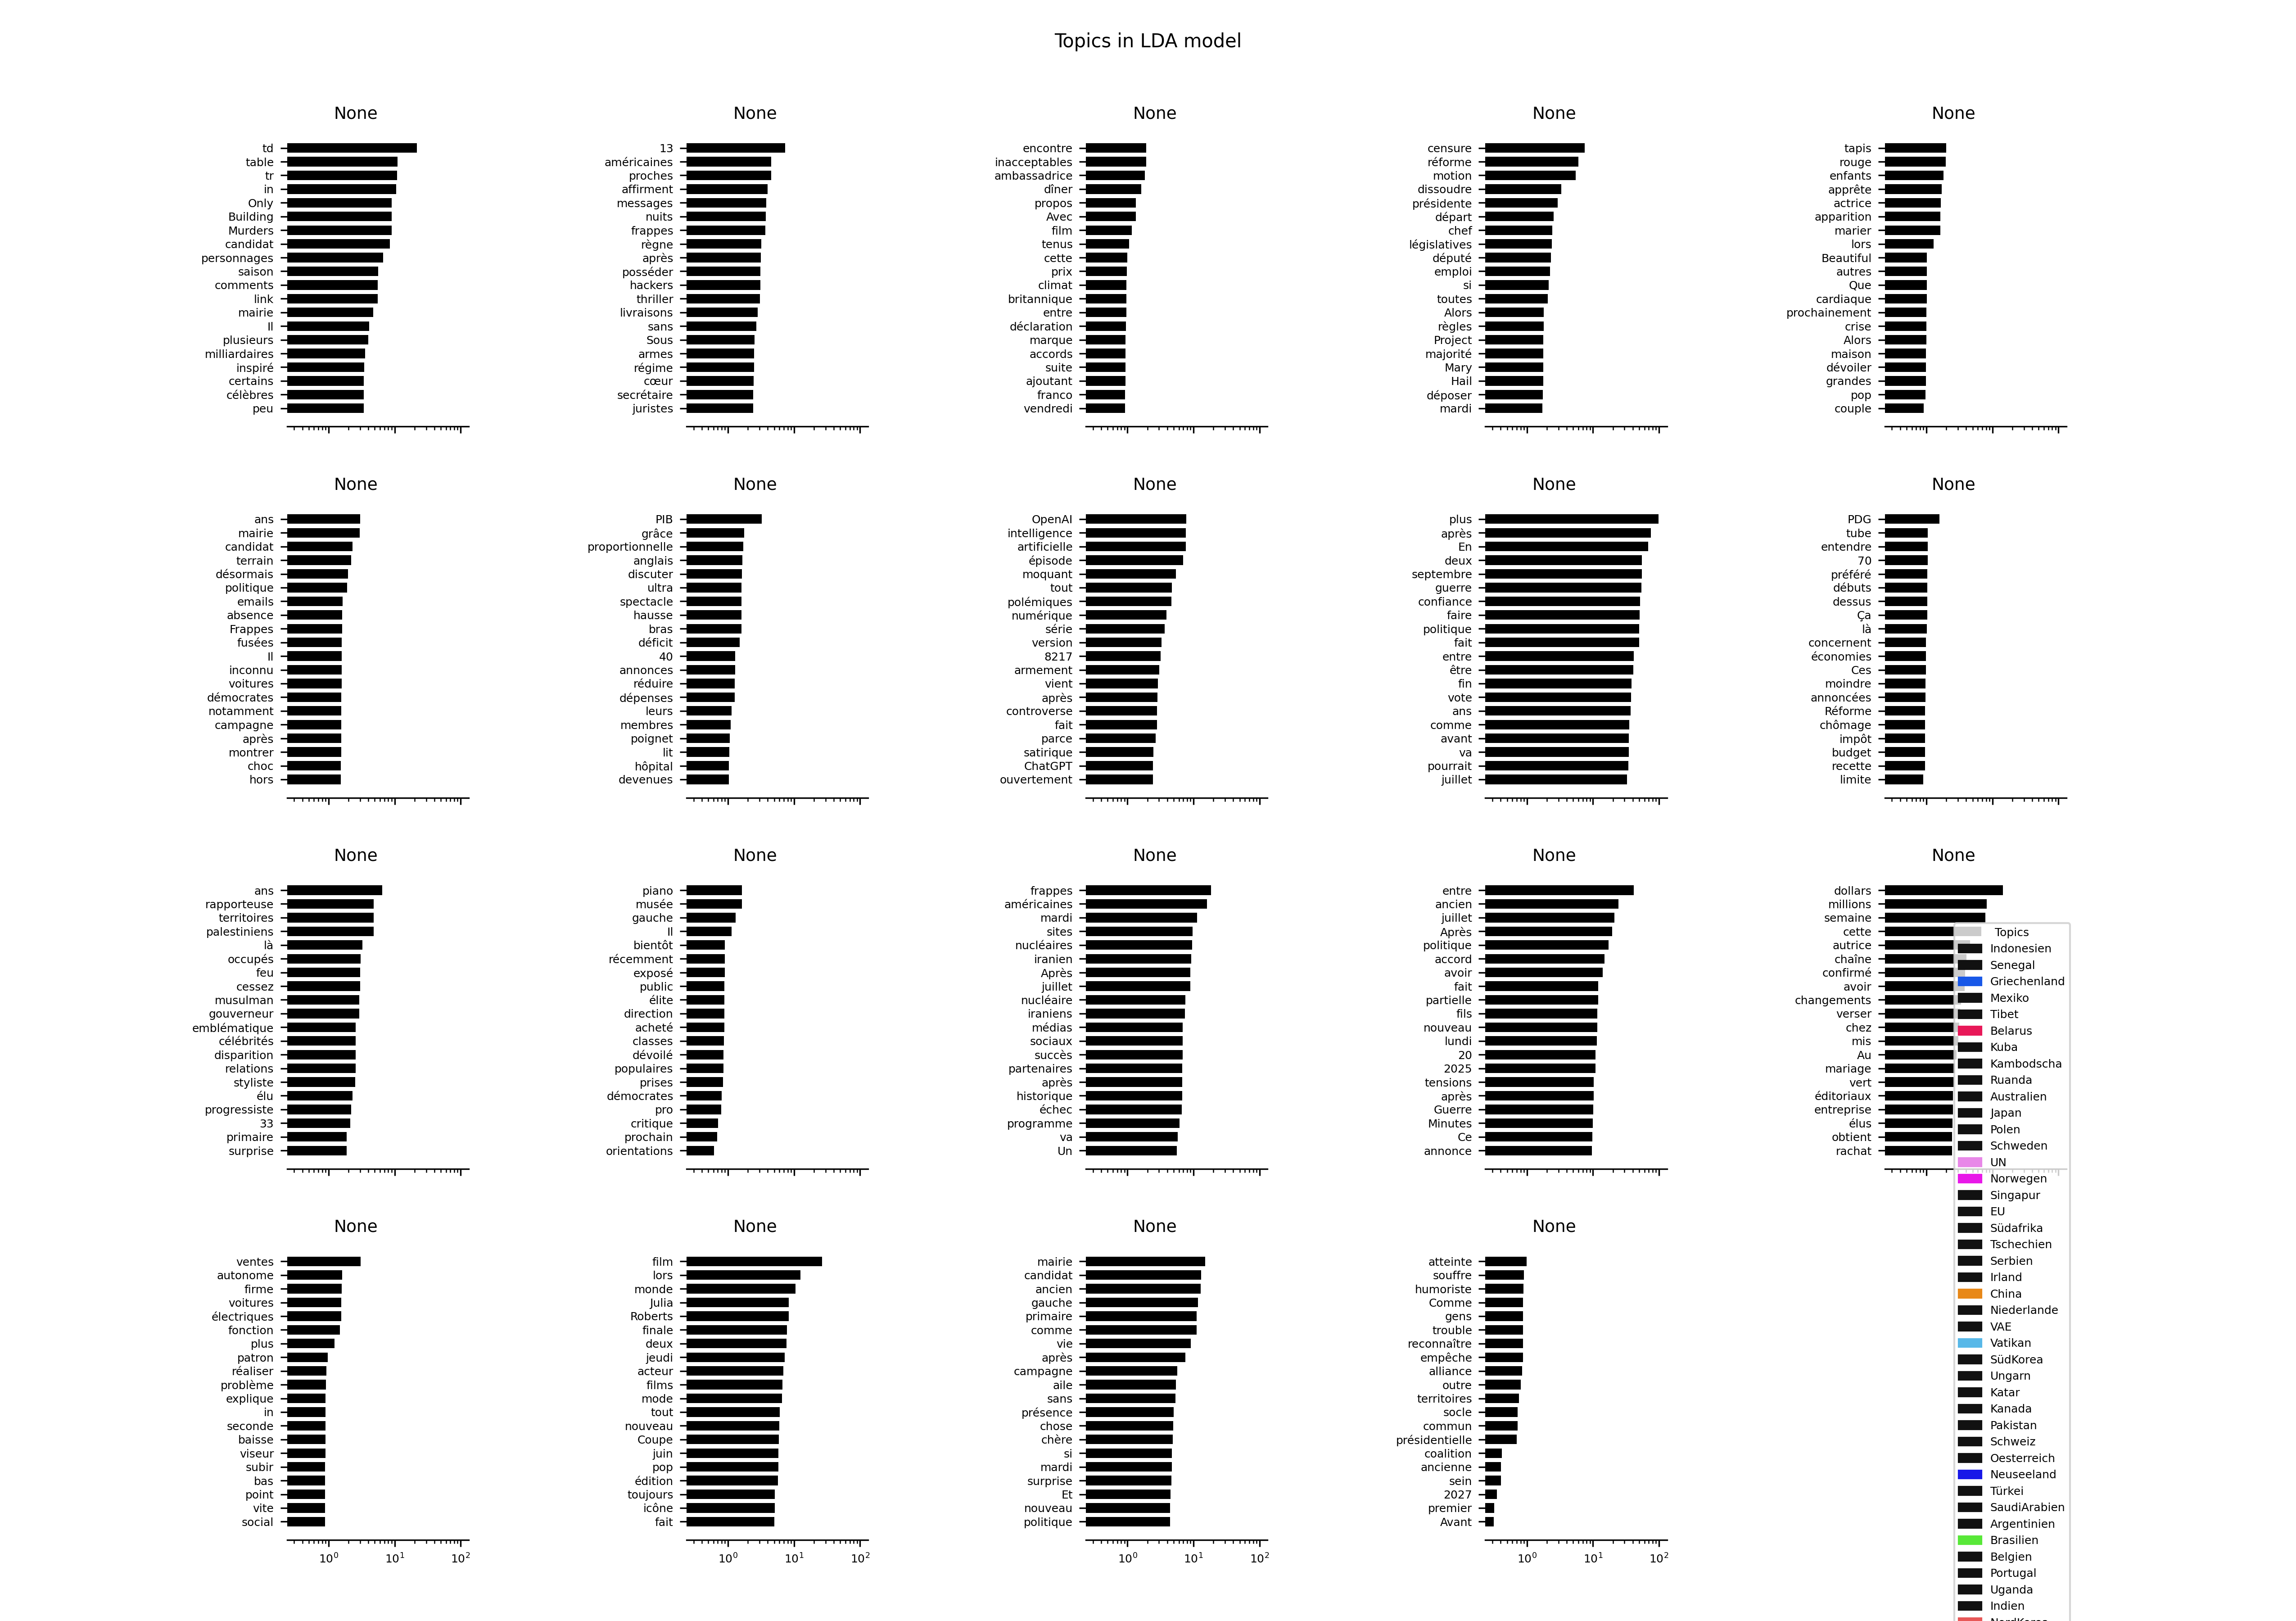 Topics in LDA model
None
td
table
tr
in
Only
Building
Murders
candidat
personnages
saison
comments
link
mairie
Il
plusieurs
milliardaires
inspiré
certains
célèbres
peu
None
13
américaines
proches
affirment
messages
nuits
frappes
règne
après
posséder
hackers
thriller
livraisons
sans
Sous
armes
régime
cœur
secrétaire
juristes
None
encontre
inacceptables
ambassadrice
dîner
propos
Avec
film
tenus
cette
prix
climat
britannique
entre
déclaration
marque
accords
suite
ajoutant
franco
vendredi
None
censure
réforme
motion
dissoudre
présidente
départ
chef
législatives
député
emploi
si
toutes
Alors
règles
Project
majorité
Mary
Hail
déposer
mardi
None
tapis
rouge
enfants
apprête
actrice
apparition
marier
lors
Beautiful
autres
Que
cardiaque
prochainement
crise
Alors
maison
dévoiler
grandes
pop
couple
None
ans
mairie
candidat
terrain
désormais
politique
emails
absence
Frappes
fusées
Il
inconnu
voitures
démocrates
notamment
campagne
après
montrer
choc
hors
None
PIB
grâce
proportionnelle
anglais
discuter
ultra
spectacle
hausse
bras
déficit
40
annonces
réduire
dépenses
leurs
membres
poignet
lit
hôpital
devenues
None
OpenAI
intelligence
artificielle
épisode
moquant
tout
polémiques
numérique
série
version
8217
armement
vient
après
controverse
fait
parce
satirique
ChatGPT
ouvertement
None
plus
après
En
deux
septembre
guerre
confiance
faire
politique
fait
entre
être
fin
vote
ans
comme
avant
va
pourrait
juillet
None
PDG
tube
entendre
70
préféré
débuts
dessus
Ça
là
concernent
économies
Ces
moindre
annoncées
Réforme
chômage
impôt
budget
recette
limite
None
ans
rapporteuse
territoires
palestiniens
là
occupés
feu
cessez
musulman
gouverneur
emblématique
célébrités
disparition
relations
styliste
élu
progressiste
33
primaire
surprise
None
piano
musée
gauche
Il
bientôt
récemment
exposé
public
élite
direction
acheté
classes
dévoilé
populaires
prises
démocrates
pro
critique
prochain
orientations
None
frappes
américaines
mardi
sites
nucléaires
iranien
Après
juillet
nucléaire
iraniens
médias
sociaux
succès
partenaires
après
historique
échec
programme
va
Un
None
entre
ancien
juillet
Après
politique
accord
avoir
fait
partielle
fils
nouveau
lundi
20
2025
tensions
après
Guerre
Minutes
Ce
annonce
None
dollars
millions
semaine
cette
autrice
chaîne
confirmé
avoir
changements
verser
chez
mis
Au
mariage
vert
éditoriaux
entreprise
élus
obtient
rachat
None
ventes
autonome
firme
voitures
électriques
fonction
plus
patron
réaliser
problème
explique
in
seconde
baisse
viseur
subir
bas
point
vite
social
10⁰ 10¹ 10²
None
film
lors
monde
Julia
Roberts
finale
deux
jeudi
acteur
films
mode
tout
nouveau
Coupe
juin
pop
édition
toujours
icône
fait
10⁰ 10¹ 10²
None
mairie
candidat
ancien
gauche
primaire
comme
vie
après
campagne
aile
sans
présence
chose
chère
si
mardi
surprise
Et
nouveau
politique
10⁰ 10¹ 10²
None
atteinte
souffre
humoriste
Comme
gens
trouble
reconnaître
empêche
alliance
outre
territoires
socle
commun
présidentielle
coalition
ancienne
sein
2027
premier
Avant
10⁰ 10¹ 10²
Topics
Indonesien
Senegal
Griechenland
Mexiko
Tibet
Belarus
Kuba
Kambodscha
Ruanda
Australien
Japan
Polen
Schweden
UN
Norwegen
Singapur
EU
Südafrika
Tschechien
Serbien
Irland
China
Niederlande
VAE
Vatikan
SüdKorea
Ungarn
Katar
Kanada
Pakistan
Schweiz
Oesterreich
Neuseeland
Türkei
SaudiArabien
Argentinien
Brasilien
Belgien
Portugal
Uganda
Indien